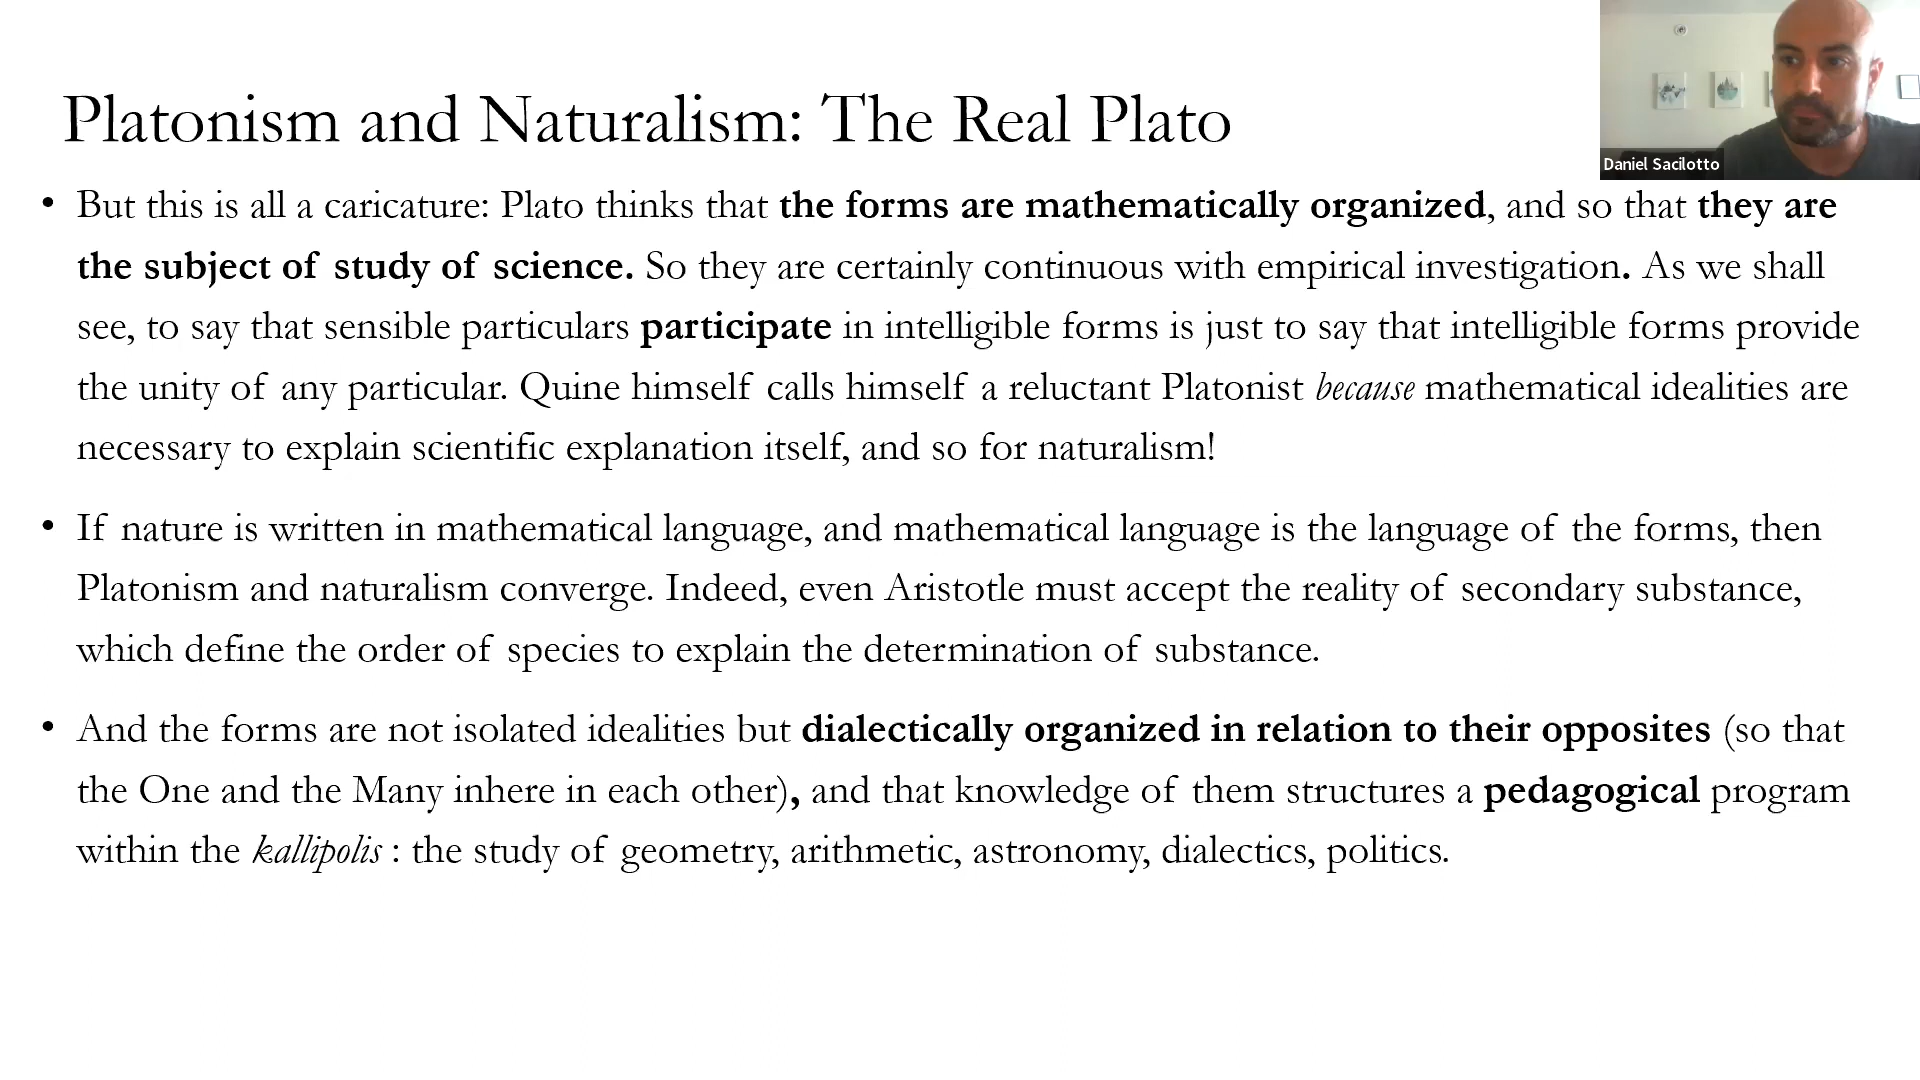 Platonism and Naturalism: The Real Plato
Daniel Sacilotto
• But this is all a caricature: Plato thinks that the forms are mathematically organized, and so that they are
the subject of study of science. So they are certainly continuous with empirical investigation. As we shall
see, to say that sensible particulars participate in intelligible forms is just to say that intelligible forms provide
the unity of any particular. Quine himself calls himself a reluctant Platonist because mathematical idealities are
necessary to explain scientific explanation itself, and so for naturalism!
• If nature is written in mathematical language, and mathematical language is the language of the forms, then
Platonism and naturalism converge. Indeed, even Aristotle must accept the reality of secondary substance,
which define the order of species to explain the determination of substance.
• And the forms are not isolated idealities but dialectically organized in relation to their opposites (so that
the One and the Many inhere in each other), and that knowledge of them structures a pedagogical program
within the kallipolis : the study of geometry, arithmetic, astronomy, dialectics, politics.